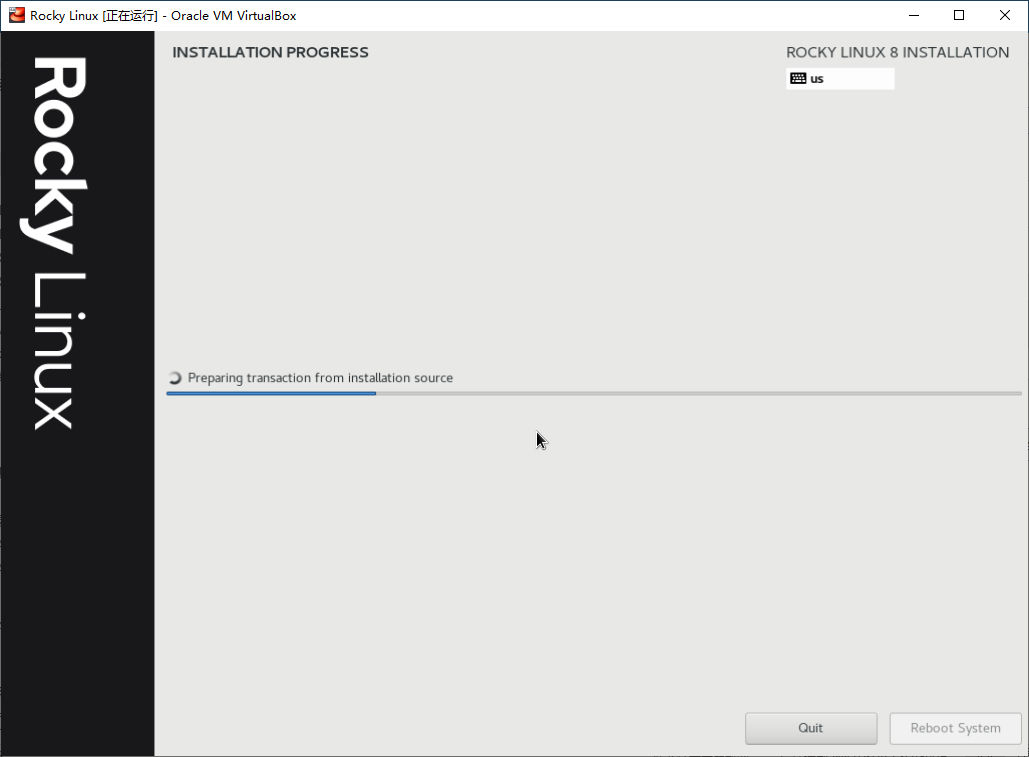 Rocky Linux [正在运行] - Oracle VM VirtualBox
Rocky Linux
INSTALLATION PROGRESS
ROCKY LINUX 8 INSTALLATION
us
Preparing transaction from installation source
Quit
Reboot System